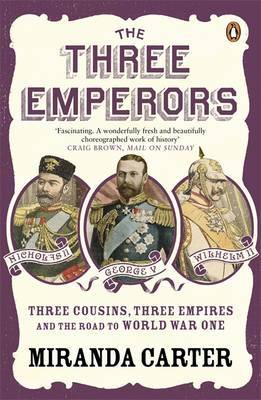 THE
THREE
EMPERORS
'Fascinating. A wonderfully fresh and beautifully
choreographed work of history'
CRAIG BROWN, MAIL ON SUNDAY
NICHOLAS II
GEORGE V
WILHELM II
THREE COUSINS, THREE EMPIRES
AND THE ROAD TO WORLD WAR ONE
MIRANDA CARTER